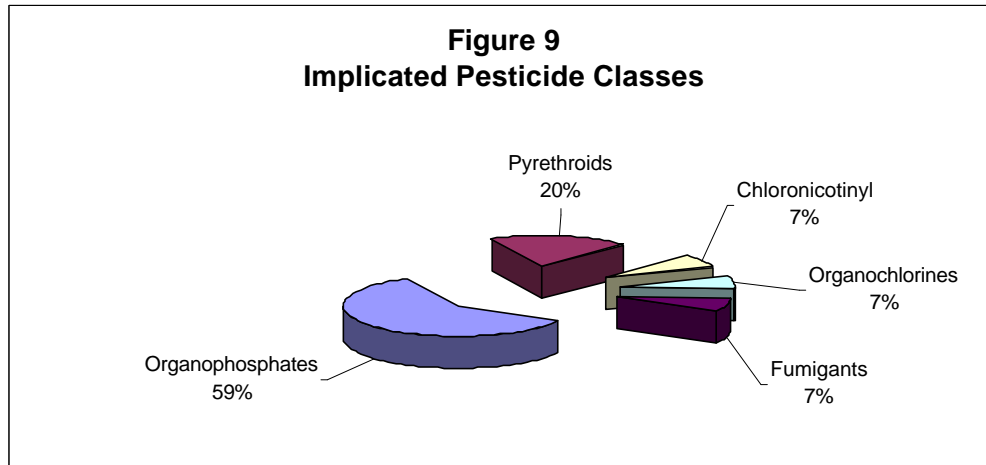 Figure 9
Implicated Pesticide Classes
Pyrethroids
20%
Chloronicotinyl
7%
Organochlorines
7%
Organophosphates
59%
Fumigants
7%